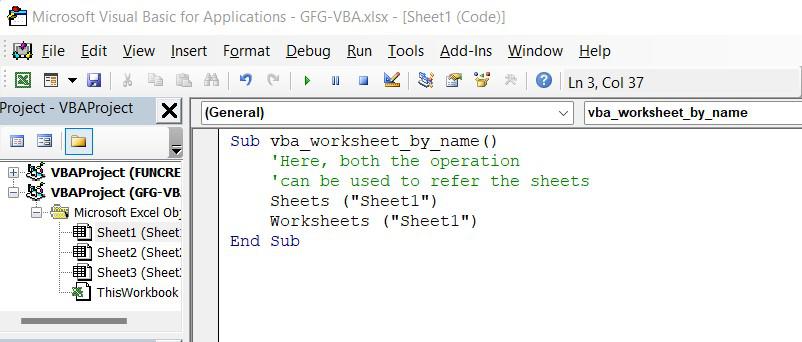 Microsoft Visual Basic for Applications - GFG-VBA.xlsx - [Sheet1 (Code)]
File Edit View Insert Format Debug Run Tools Add-Ins Window Help
Ln 3, Col 37
Project - VBAProject
(General) vba_worksheet_by_name
VBAProject (FUNCRE
VBAProject (GFG-VB
Microsoft Excel Obj
Sheet1 (Sheet
Sheet2 (Sheet
Sheet3 (Sheet
ThisWorkbook
Sub vba_worksheet_by_name()
'Here, both the operation
'can be used to refer the sheets
Sheets ("Sheet1")
Worksheets ("Sheet1")
End Sub